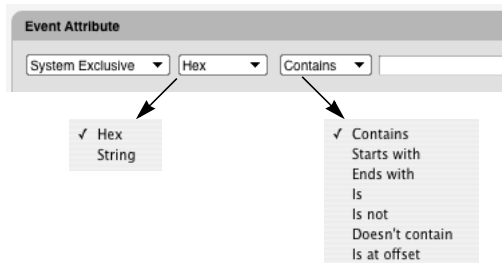 Event Attribute
System Exclusive ▼ Hex ▼ Contains ▼
✓ Hex
String
✓ Contains
Starts with
Ends with
Is
Is not
Doesn't contain
Is at offset